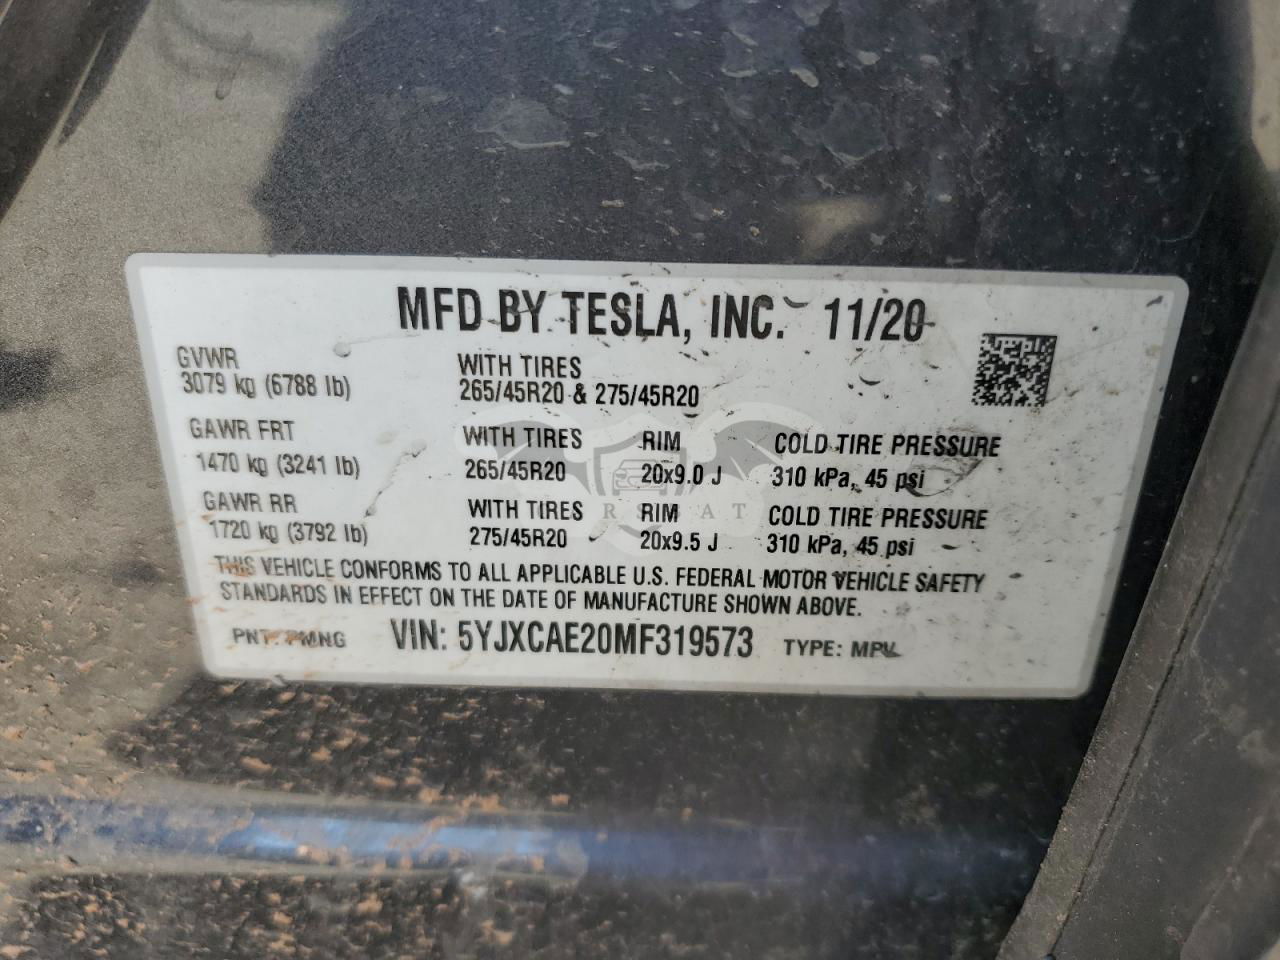 MFD BY TESLA, INC. 11/20
GVWR WITH TIRES
3079 kg (6788 lb) 265/45R20 & 275/45R20
GAWR FRT WITH TIRES RIM COLD TIRE PRESSURE
1470 kg (3241 lb) 265/45R20 20x9.0 J 310 kPa, 45 psi
GAWR RR WITH TIRES RIM COLD TIRE PRESSURE
1720 kg (3792 lb) 275/45R20 20x9.5 J 310 kPa, 45 psi
THIS VEHICLE CONFORMS TO ALL APPLICABLE U.S. FEDERAL MOTOR VEHICLE SAFETY
STANDARDS IN EFFECT ON THE DATE OF MANUFACTURE SHOWN ABOVE.
PNT: PMNG VIN: 5YJXCAE20MF319573 TYPE: MPV